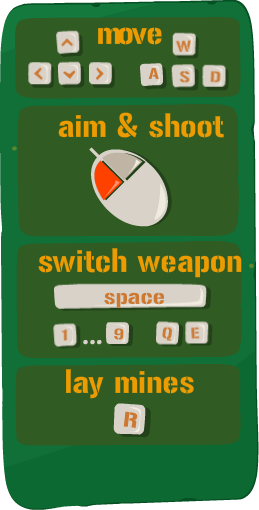 move
W
A S D
aim & shoot
switch weapon
space
1 ... 9 Q E
lay mines
R